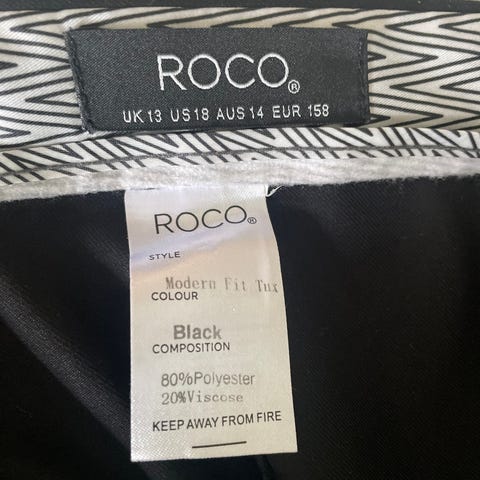 ROCO®
UK 13 US 18 AUS 14 EUR 158
ROCO®
STYLE
Modern Fit Tux
COLOUR
Black
COMPOSITION
80%Polyester
20%Viscose
KEEP AWAY FROM FIRE